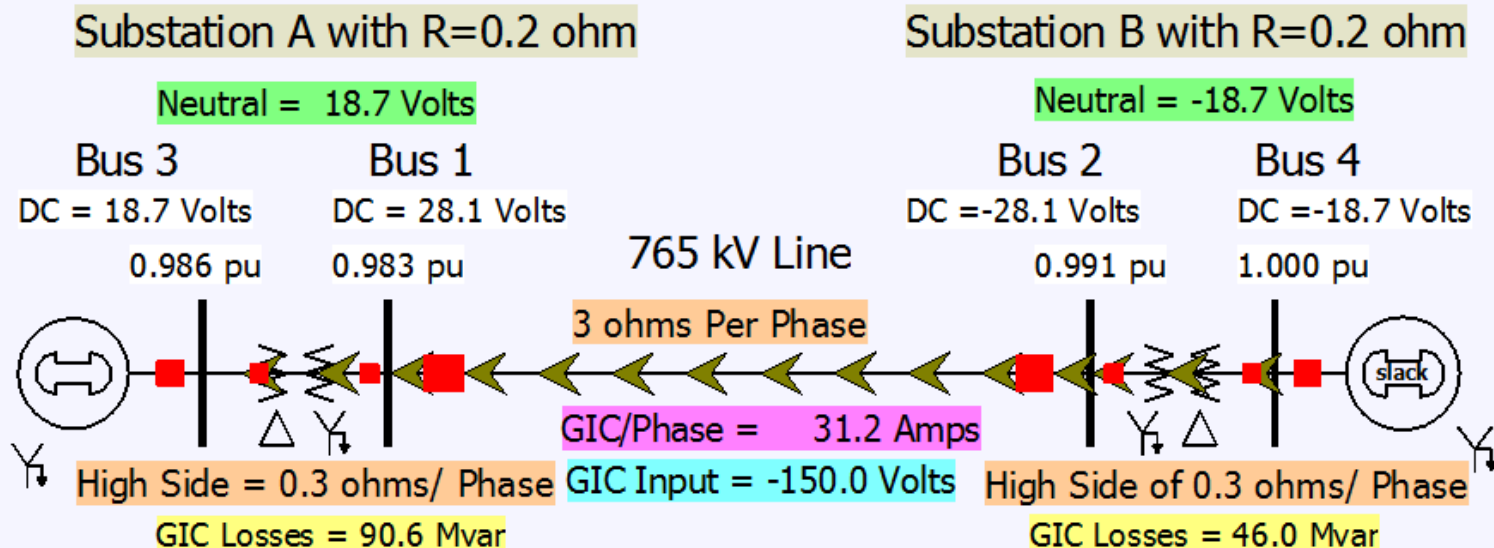 Substation A with R=0.2 ohm
Substation B with R=0.2 ohm
Neutral = 18.7 Volts
Neutral = -18.7 Volts
Bus 3
Bus 1
Bus 2
Bus 4
DC = 18.7 Volts
DC = 28.1 Volts
DC =-28.1 Volts
DC =-18.7 Volts
0.986 pu
0.983 pu
765 kV Line
0.991 pu
1.000 pu
3 ohms Per Phase
slack
GIC/Phase = 31.2 Amps
High Side = 0.3 ohms/ Phase
GIC Input = -150.0 Volts
High Side of 0.3 ohms/ Phase
GIC Losses = 90.6 Mvar
GIC Losses = 46.0 Mvar